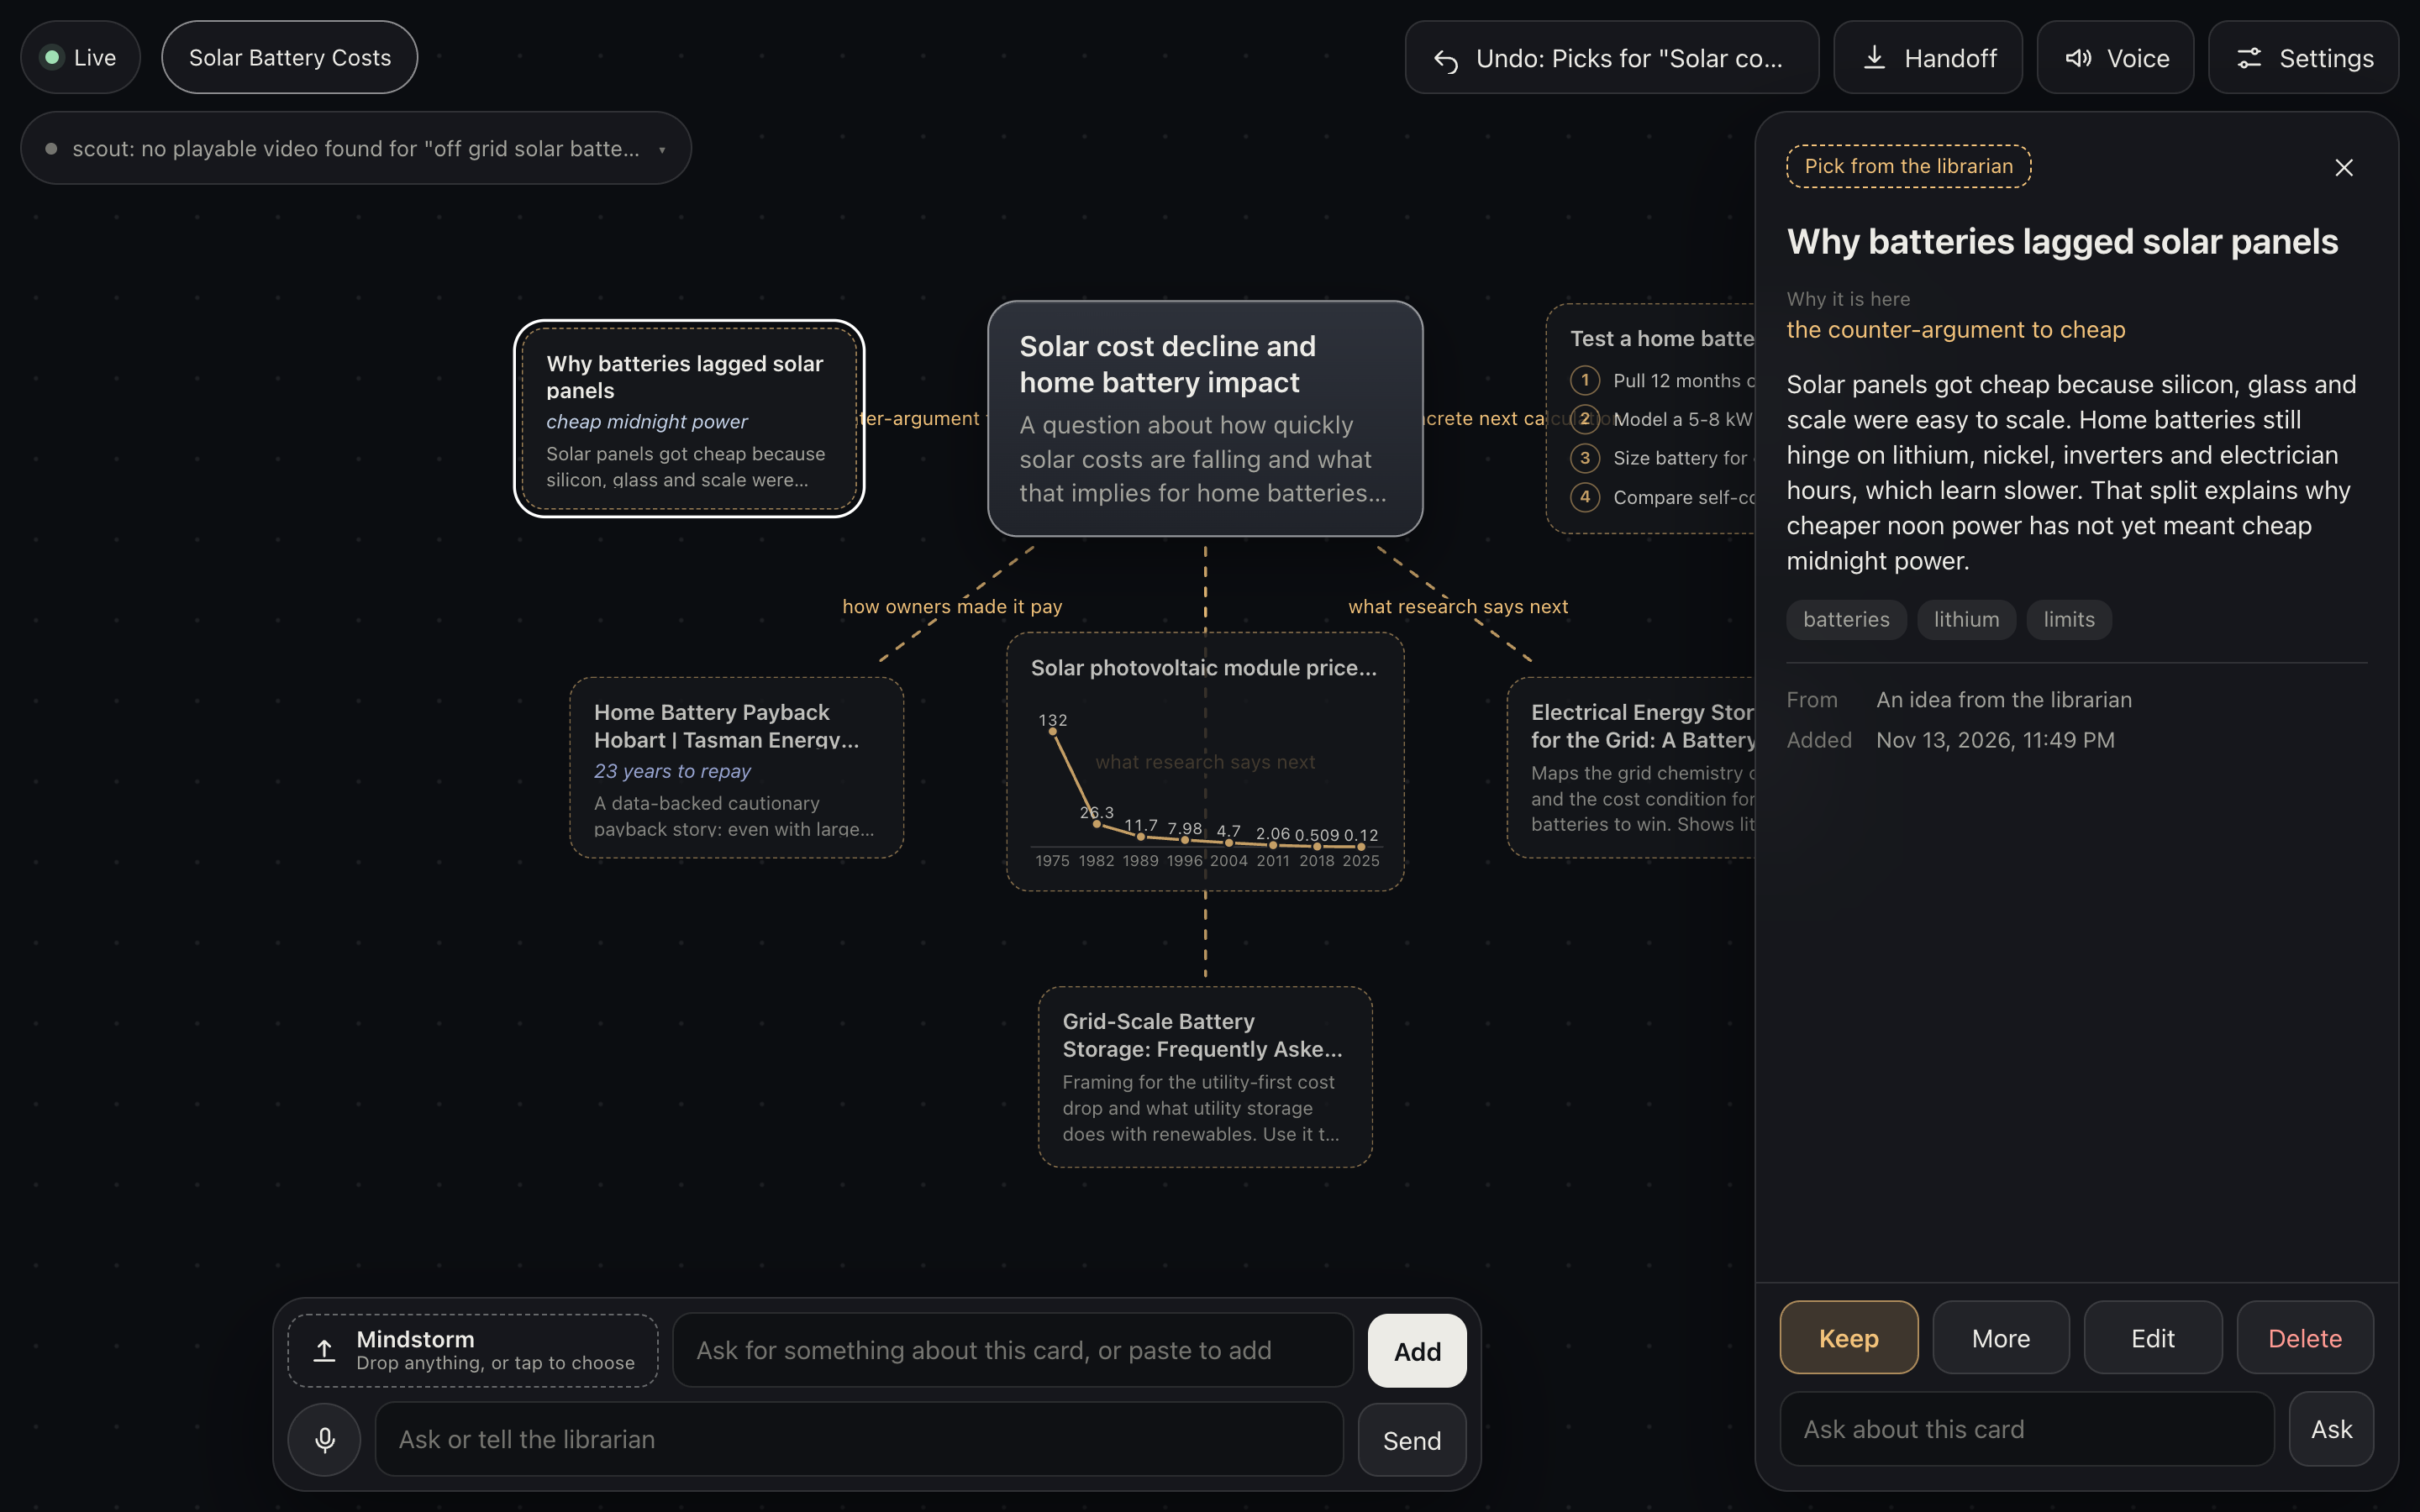 Live
Solar Battery Costs
Undo: Picks for "Solar co...
Handoff
Voice
Settings
scout: no playable video found for "off grid solar batte...
Why batteries lagged solar
panels
cheap midnight power
Solar panels got cheap because
silicon, glass and scale were...
ter-argument
Solar cost decline and
home battery impact
A question about how quickly
solar costs are falling and what
that implies for home batteries...
crete next calculation
Test a home batte
1 Pull 12 months
2 Model a 5-8 kW
3 Size battery for
4 Compare self-co
how owners made it pay
what research says next
Home Battery Payback
Hobart | Tasman Energy...
23 years to repay
A data-backed cautionary
payback story: even with large...
Solar photovoltaic module price...
what research says next
132
26.3
11.7
7.98
4.7
2.06
0.509
0.12
1975 1982 1989 1996 2004 2011 2018 2025
Electrical Energy Stor
for the Grid: A Battery
Maps the grid chemistry
and the cost condition for
batteries to win. Shows lit
Grid-Scale Battery
Storage: Frequently Aske...
Framing for the utility-first cost
drop and what utility storage
does with renewables. Use it t...
Pick from the librarian
Why batteries lagged solar panels
Why it is here
the counter-argument to cheap
Solar panels got cheap because silicon, glass and
scale were easy to scale. Home batteries still
hinge on lithium, nickel, inverters and electrician
hours, which learn slower. That split explains why
cheaper noon power has not yet meant cheap
midnight power.
batteries
lithium
limits
From An idea from the librarian
Added Nov 13, 2026, 11:49 PM
Keep
More
Edit
Delete
Ask about this card
Ask
Mindstorm
Drop anything, or tap to choose
Ask for something about this card, or paste to add
Add
Ask or tell the librarian
Send